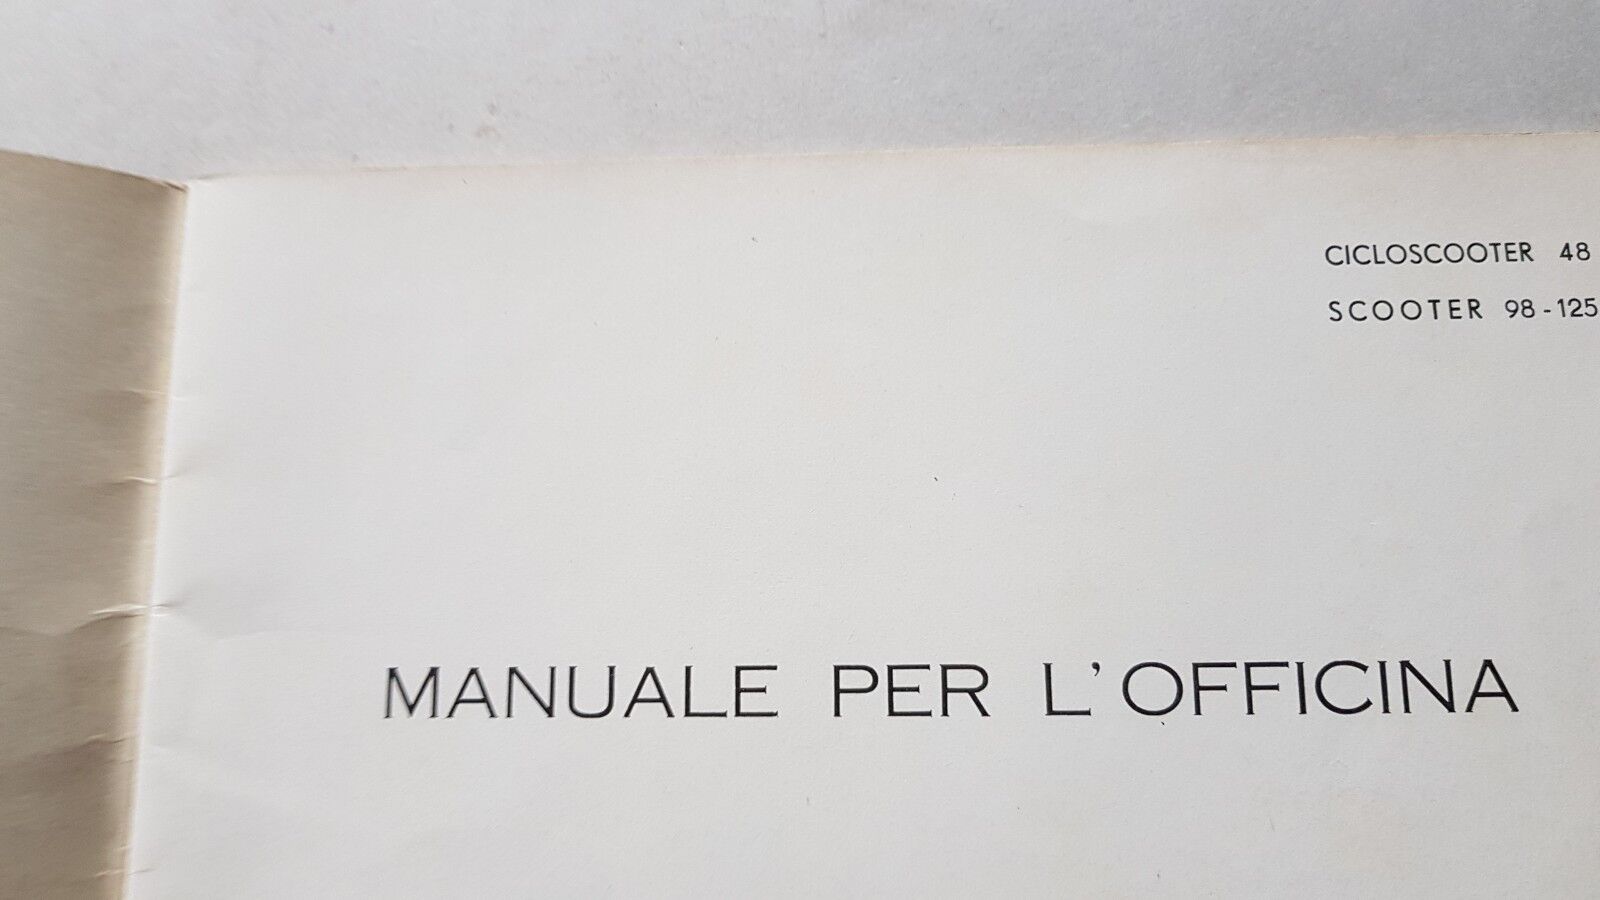 CICLOSCOOTER 48
SCOOTER 98-125
MANUALE PER L'OFFICINA